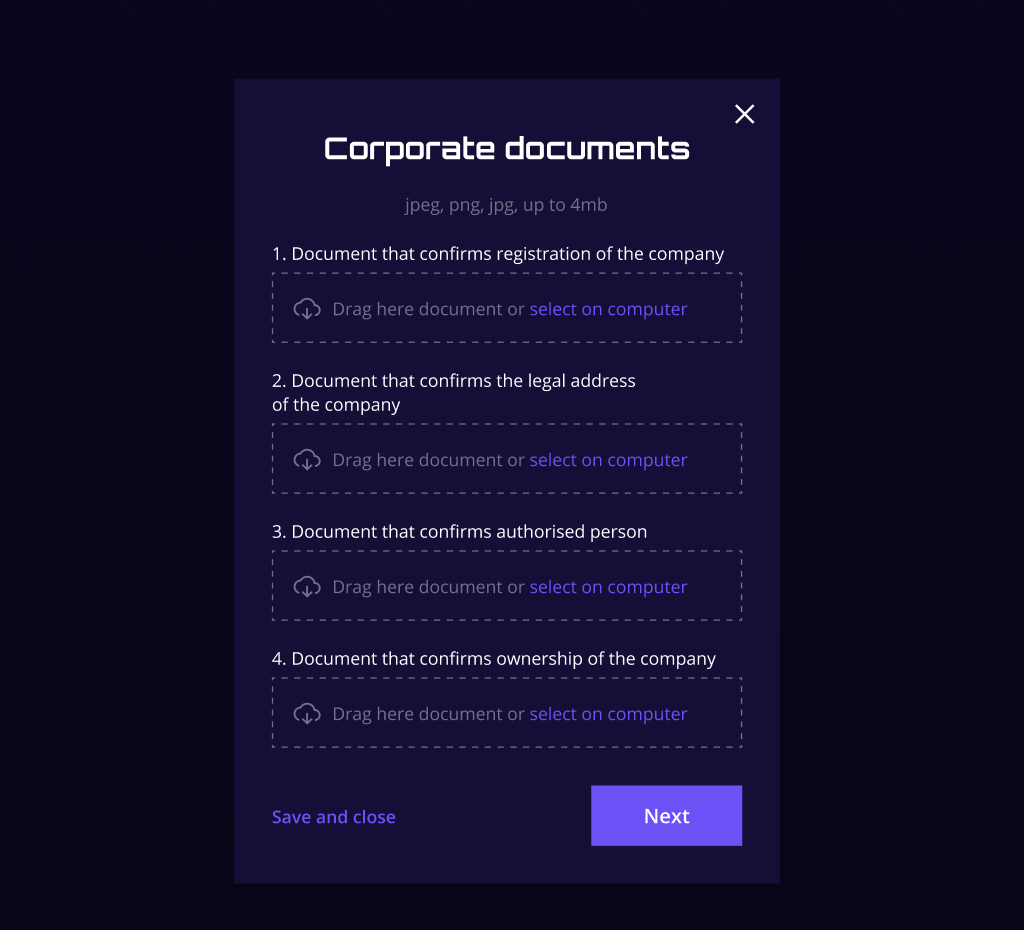 Corporate documents
jpeg, png, jpg, up to 4mb
1. Document that confirms registration of the company
Drag here document or select on computer
2. Document that confirms the legal address
of the company
Drag here document or select on computer
3. Document that confirms authorised person
Drag here document or select on computer
4. Document that confirms ownership of the company
Drag here document or select on computer
Save and close
Next